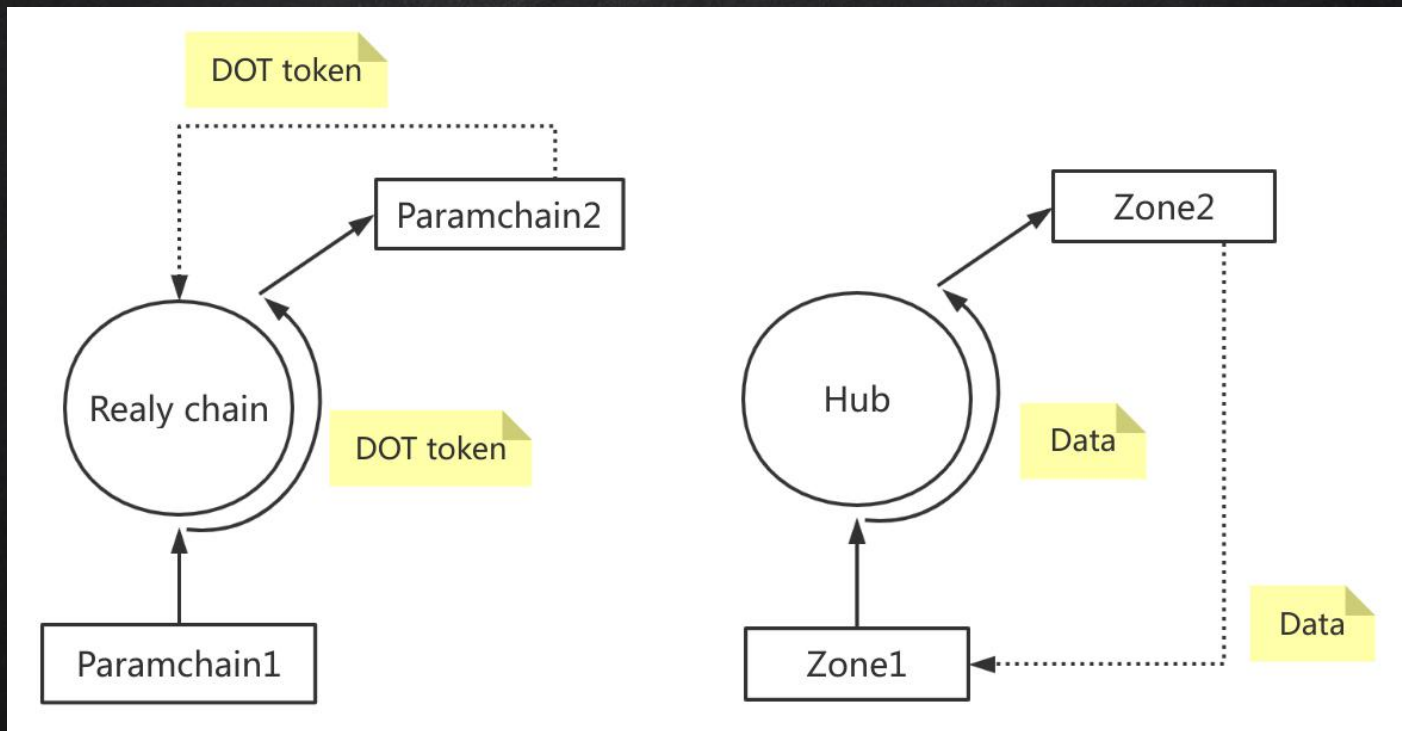 DOT token
Paramchain2
Realy chain
DOT token
Paramchain1
Zone2
Hub
Data
Data
Zone1